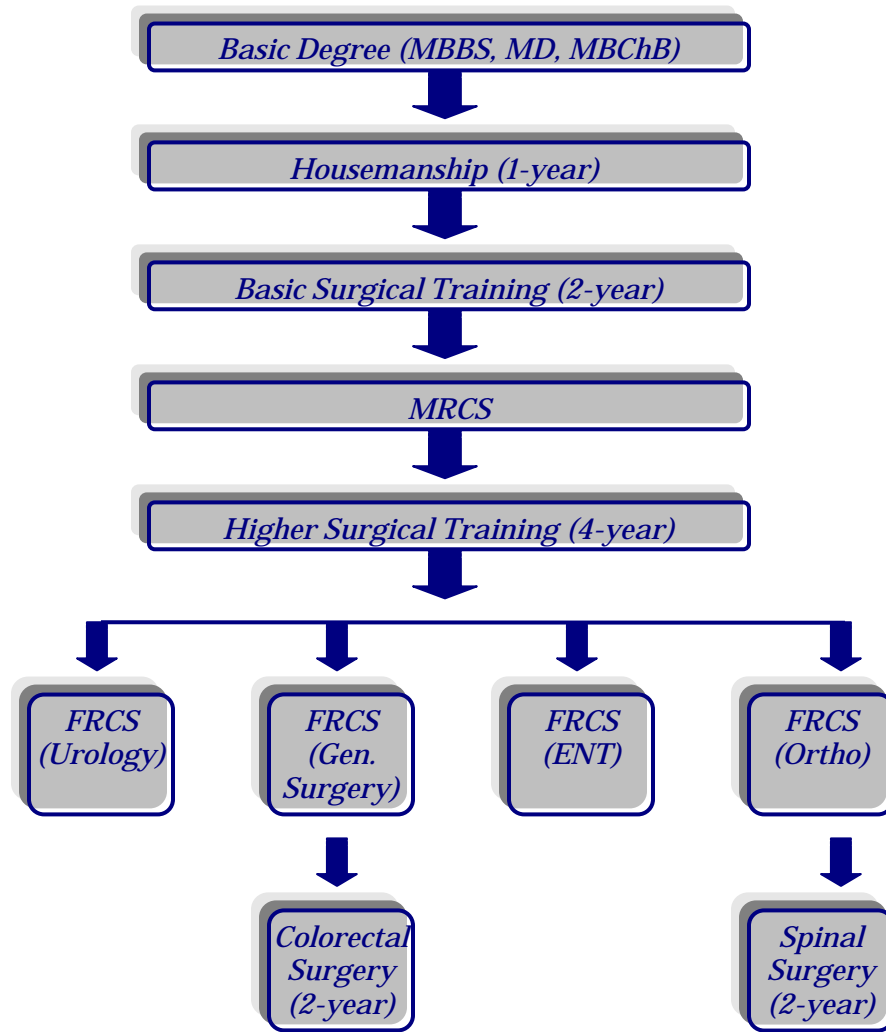 Basic Degree (MBBS, MD, MBChB)
Housemanship (1-year)
Basic Surgical Training (2-year)
MRCS
Higher Surgical Training (4-year)
FRCS
(Urology)
FRCS
(Gen.
Surgery)
FRCS
(ENT)
FRCS
(Ortho)
Colorectal
Surgery
(2-year)
Spinal
Surgery
(2-year)